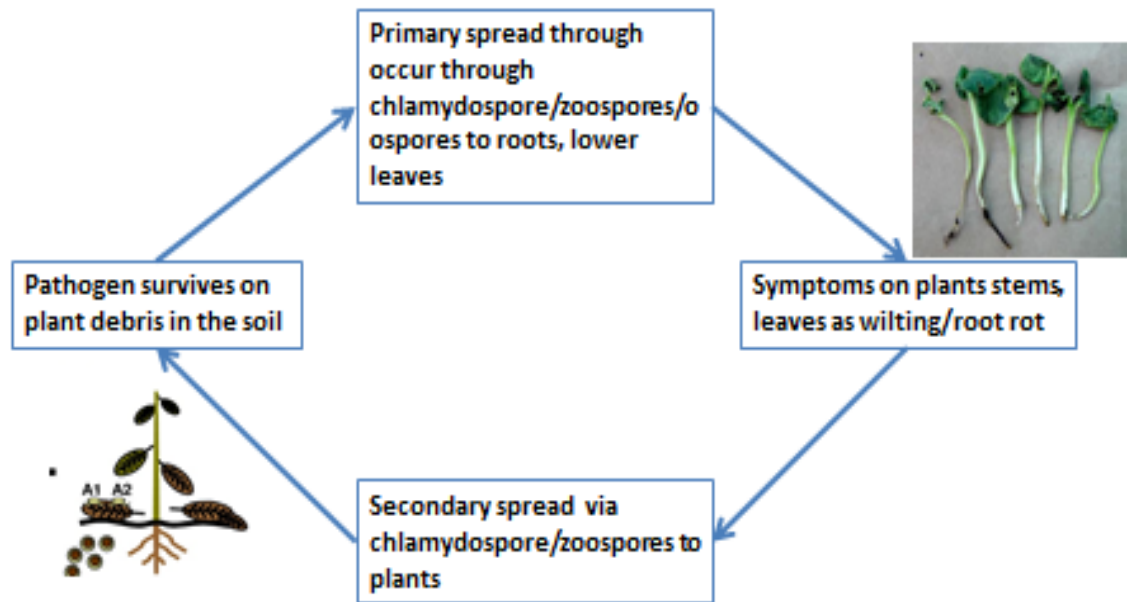 Primary spread through
occur through
chlamydospore/zoospores/o
ospores to roots, lower
leaves
Pathogen survives on
plant debris in the soil
Symptoms on plants stems,
leaves as wilting/root rot
A1 A2
Secondary spread via
chlamydospore/zoospores to
plants